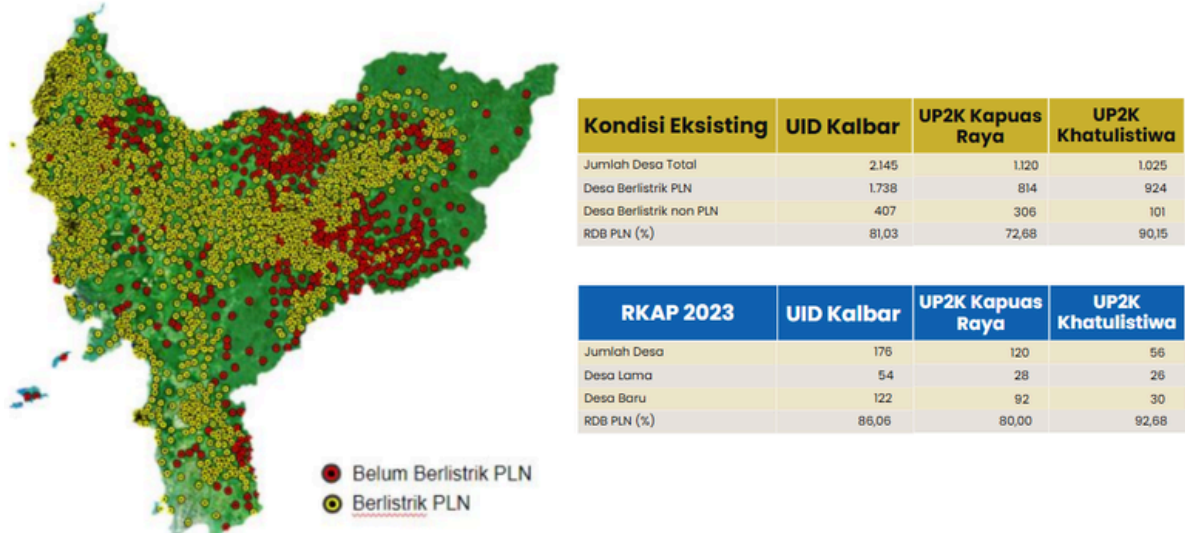 Kondisi Eksisting UID Kalbar UP2K Kapuas Raya UP2K Khatulistiwa
Jumlah Desa Total 2.145 1.120 1.025
Desa Berlistrik PLN 1.738 814 924
Desa Berlistrik non PLN 407 306 101
RDB PLN (%) 81,03 72,68 90,15
RKAP 2023 UID Kalbar UP2K Kapuas Raya UP2K Khatulistiwa
Jumlah Desa 176 120 56
Desa Lama 54 28 26
Desa Baru 122 92 30
RDB PLN (%) 86,06 80,00 92,68
Belum Berlistrik PLN
Berlistrik PLN